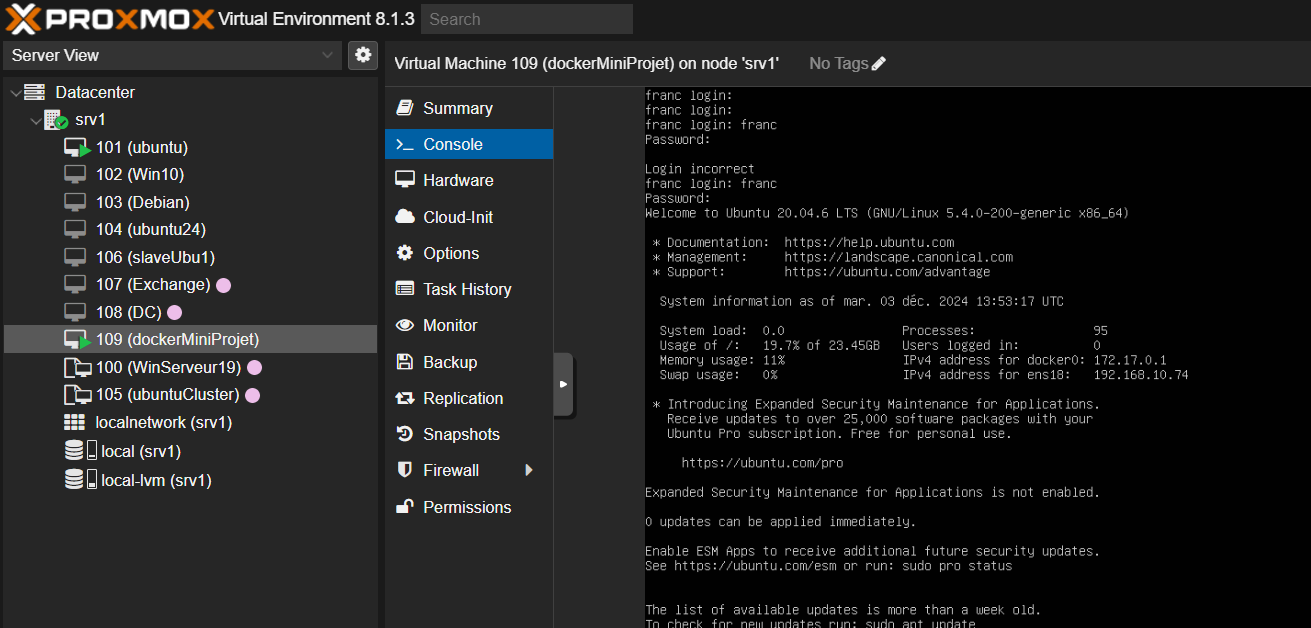 PROXMOX Virtual Environment 8.1.3 Search
Server View
Datacenter
srv1
101 (ubuntu)
102 (Win10)
103 (Debian)
104 (ubuntu24)
106 (slaveUbu1)
107 (Exchange)
108 (DC)
109 (dockerMiniProjet)
100 (WinServeur19)
105 (ubuntuCluster)
localnetwork (srv1)
local (srv1)
local-lvm (srv1)
Virtual Machine 109 (dockerMiniProjet) on node 'srv1' No Tags
Summary
>_ Console
Hardware
Cloud-Init
Options
Task History
Monitor
Backup
Replication
Snapshots
Firewall
Permissions
franc login:
franc login:
franc login: franc
Password:
Login incorrect
franc login: franc
Password:
Welcome to Ubuntu 20.04.6 LTS (GNU/Linux 5.4.0-200-generic x86_64)
* Documentation: https://help.ubuntu.com
* Management: https://landscape.canonical.com
* Support: https://ubuntu.com/advantage
System information as of mar. 03 déc. 2024 13:53:17 UTC
System load: 0.0 Processes: 95
Usage of /: 19.7% of 23.45GB Users logged in: 0
Memory usage: 11% IPv4 address for docker0: 172.17.0.1
Swap usage: 0% IPv4 address for ens18: 192.168.10.74
* Introducing Expanded Security Maintenance for Applications.
Receive updates to over 25,000 software packages with your
Ubuntu Pro subscription. Free for personal use.
https://ubuntu.com/pro
Expanded Security Maintenance for Applications is not enabled.
0 updates can be applied immediately.
Enable ESM Apps to receive additional future security updates.
See https://ubuntu.com/esm or run: sudo pro status
The list of available updates is more than a week old.
To check for new updates run: sudo apt update